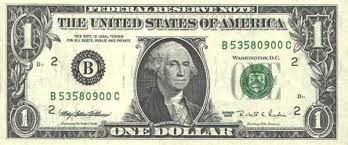 FEDERAL RESERVE NOTE
THE UNITED STATES OF AMERICA
1
1
THIS NOTE IS LEGAL TENDER
FOR ALL DEBTS, PUBLIC AND PRIVATE
B 53580900 C
D 2
2
B
WASHINGTON, D.C.
B 53580900 C
2
D 2
SERIES
1
1
ONE DOLLAR